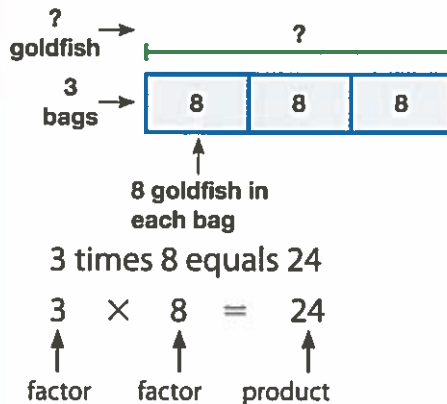 ?
goldfish
?
3
bags
8 8 8
8 goldfish in
each bag
3 times 8 equals 24
3 × 8 = 24
factor factor product